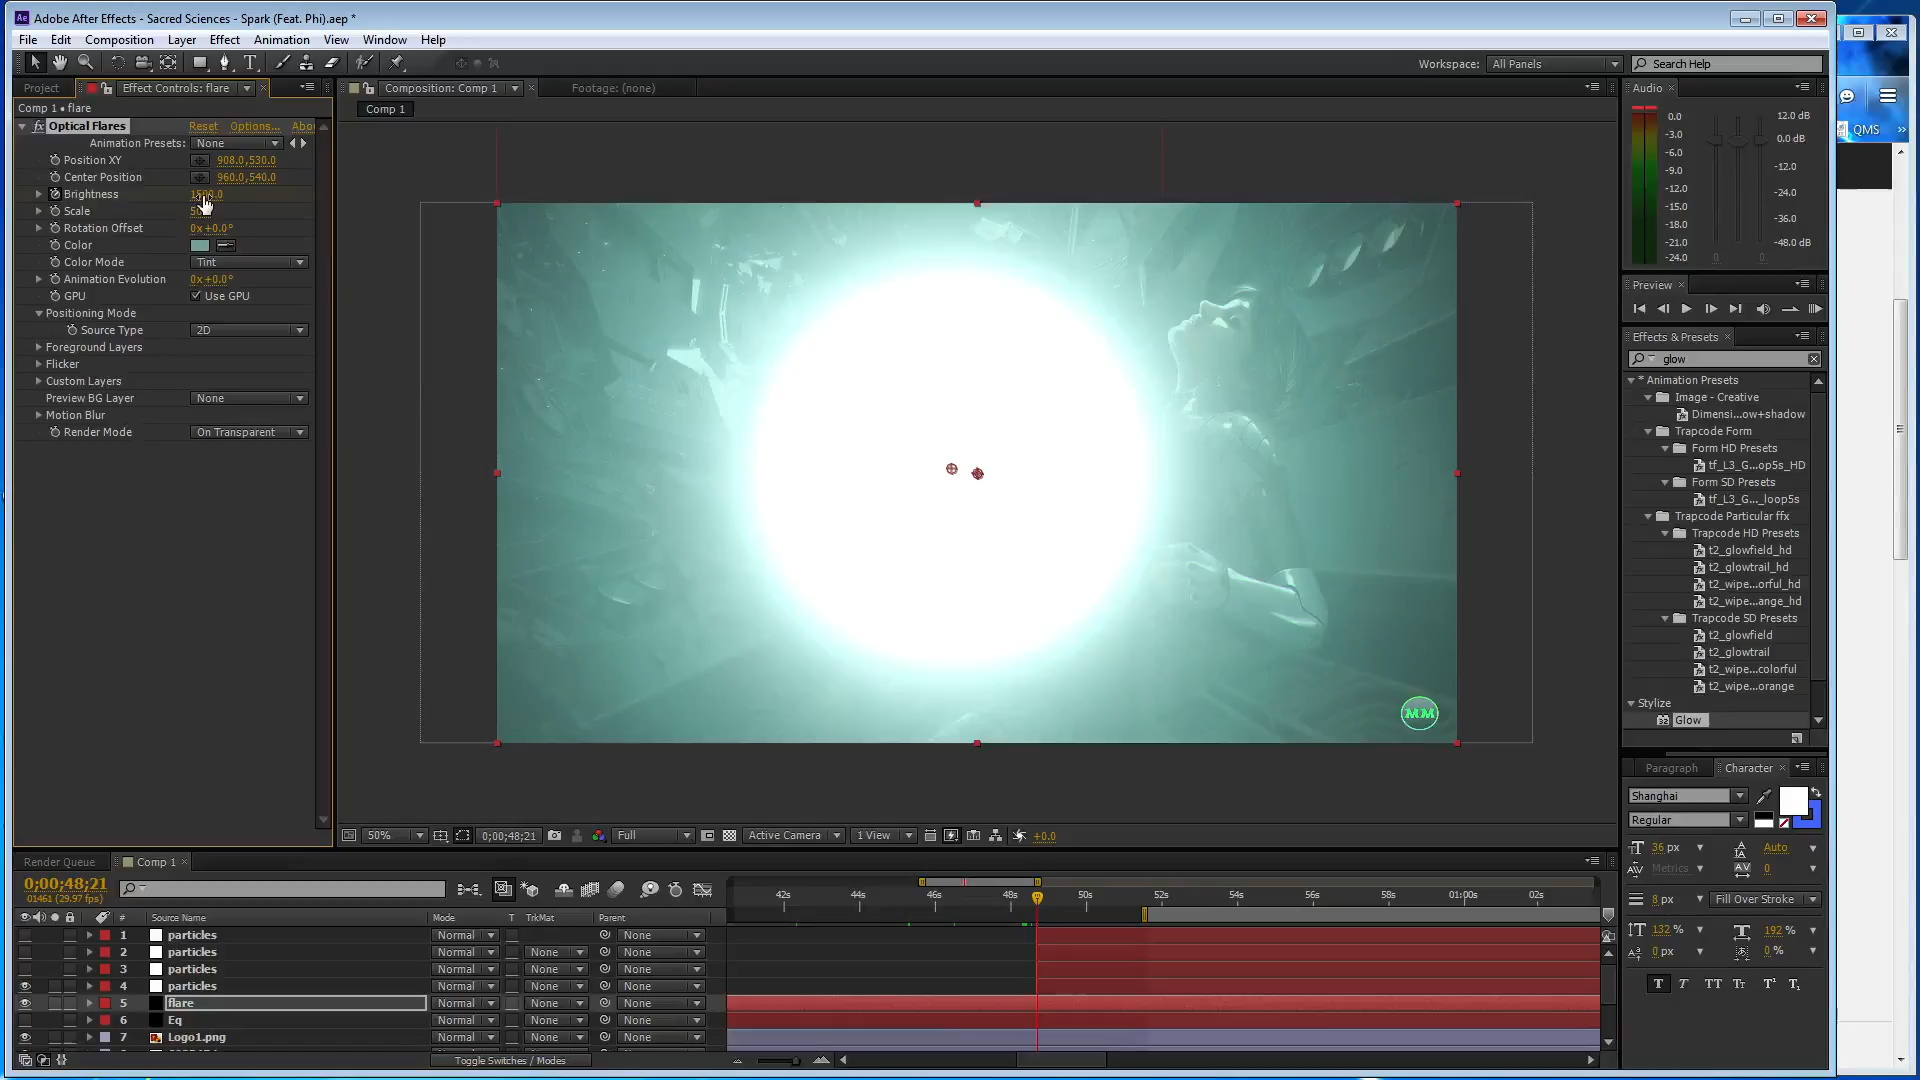 Adobe After Effects - Sacred Sciences - Spark (Feat. Phi).aep *
File Edit Composition Layer Effect Animation View Window Help
Workspace: All Panels Search Help
Project Effect Controls: flare Composition: Comp 1 Footage: (none)
Comp 1 • flare
Comp 1
Optical Flares Reset Options... Abo
Animation Presets: None
Position XY 908.0,530.0
Center Position 960.0,540.0
Brightness
Scale
Rotation Offset 0x+0.0°
Color
Color Mode Tint
Animation Evolution 0x+0.0°
GPU Use GPU
Positioning Mode
Source Type 2D
Foreground Layers
Flicker
Custom Layers
Preview BG Layer None
Motion Blur
Render Mode On Transparent
MM
50% 0;00;48;21 Full Active Camera 1 View +0.0
Audio
0.0
-3.0
-6.0
-9.0
-12.0
-15.0
-18.0
-21.0
-24.0
12.0 dB
0.0 dB
-12.0 dB
-24.0
-36.0
-48.0 dB
0 0
QMS
Preview
Effects & Presets
glow
* Animation Presets
Image - Creative
Dimensi...ow+shadow
Trapcode Form
Form HD Presets
tf_L3_G...op5s_HD
Form SD Presets
tf_L3_G..._loop5s
Trapcode Particular ffx
Trapcode HD Presets
t2_glowfield_hd
t2_glowtrail_hd
t2_wipe...orful_hd
t2_wipe...ange_hd
Trapcode SD Presets
t2_glowfield
t2_glowtrail
t2_wipe...colorful
t2_wipe...orange
Stylize
32 Glow
Paragraph Character
Shanghai
Regular
36 px Auto
Metrics 0
8 px Fill Over Stroke
132 % 192 %
0 px 0 %
T T TT Tt T¹ T₁
Render Queue Comp 1
0;00;48;21
01461 (29.97 fps)
42s 44s 46s 48s 50s 52s 54s 56s 58s 01:00s 02s
# Source Name Mode T TrkMat Parent
1 particles Normal None
2 particles Normal None None
3 particles Normal None None
4 particles Normal None None
5 flare Normal None None
6 Eq Normal None None
7 Logo1.png Normal None None
Toggle Switches / Modes